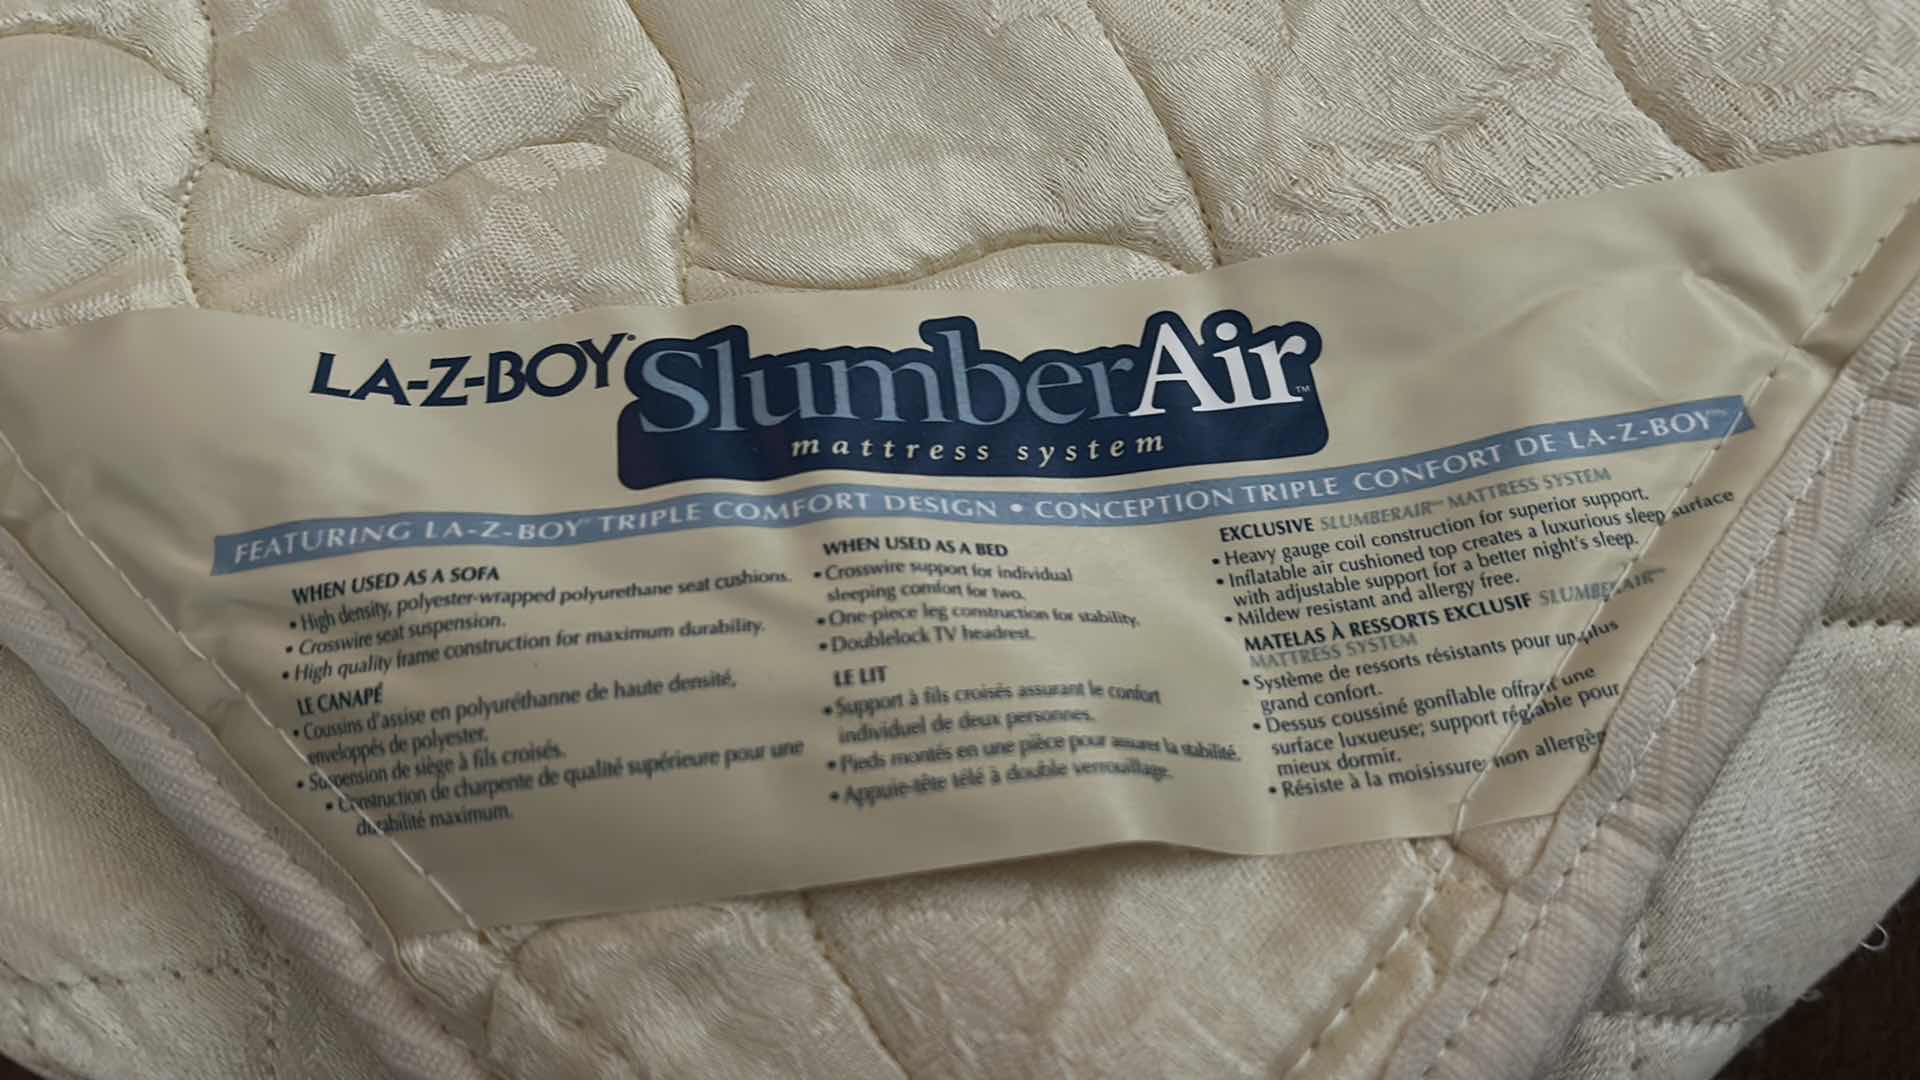 LA-Z-BOY® SlumberAir™
mattress system
FEATURING LA-Z-BOY® TRIPLE COMFORT DESIGN • CONCEPTION TRIPLE CONFORT DE LA-Z-BOY
WHEN USED AS A SOFA
• High density, polyester-wrapped polyurethane seat cushions.
• Crosswire seat suspension.
• High quality frame construction for maximum durability.
LE CANAPÉ
• Coussins d'assise en polyuréthanne de haute densité,
enveloppés de polyester.
• Suspension de siège à fils croisés.
• Construction de charpente de qualité supérieure pour une
durabilité maximum.
WHEN USED AS A BED
• Crosswire support for individual
sleeping comfort for two.
• One-piece leg construction for stability.
• Doublelock TV headrest.
LE LIT
• Support à fils croisés assurant le confort
individuel de deux personnes.
• Pieds montés en une pièce pour assurer la stabilité.
• Appuie-tête télé à double verrouillage.
EXCLUSIVE SLUMBERAIR™ MATTRESS SYSTEM
• Heavy gauge coil construction for superior support.
• Inflatable air cushioned top creates a luxurious sleep surface
with adjustable support for a better night's sleep.
• Mildew resistant and allergy free.
MATELAS À RESSORTS EXCLUSIF SLUMBERAIR™
MATTRESS SYSTEM
• Système de ressorts résistants pour un plus
grand confort.
• Dessus coussiné gonflable offrant une
surface luxueuse; support réglable pour
mieux dormir.
• Résiste à la moisissure; non allergèn